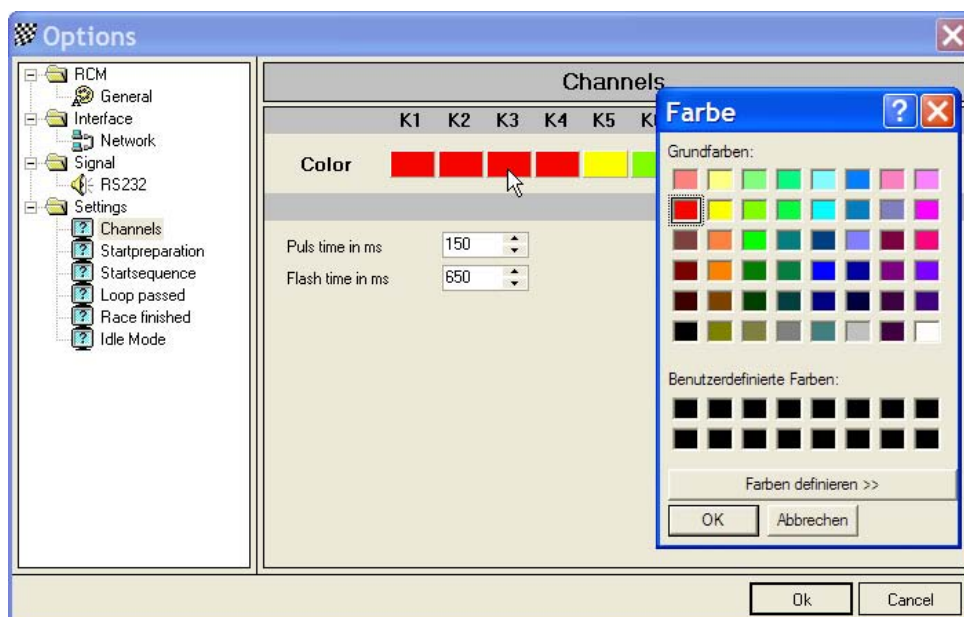 Options
RCM
General
Interface
Network
Signal
RS232
Settings
Channels
Startpreparation
Startsequence
Loop passed
Race finished
Idle Mode
Channels
K1 K2 K3 K4 K5
Color
Puls time in ms 150
Flash time in ms 650
Farbe
Grundfarben:
Benutzerdefinierte Farben:
Farben definieren >>
OK Abbrechen
Ok Cancel